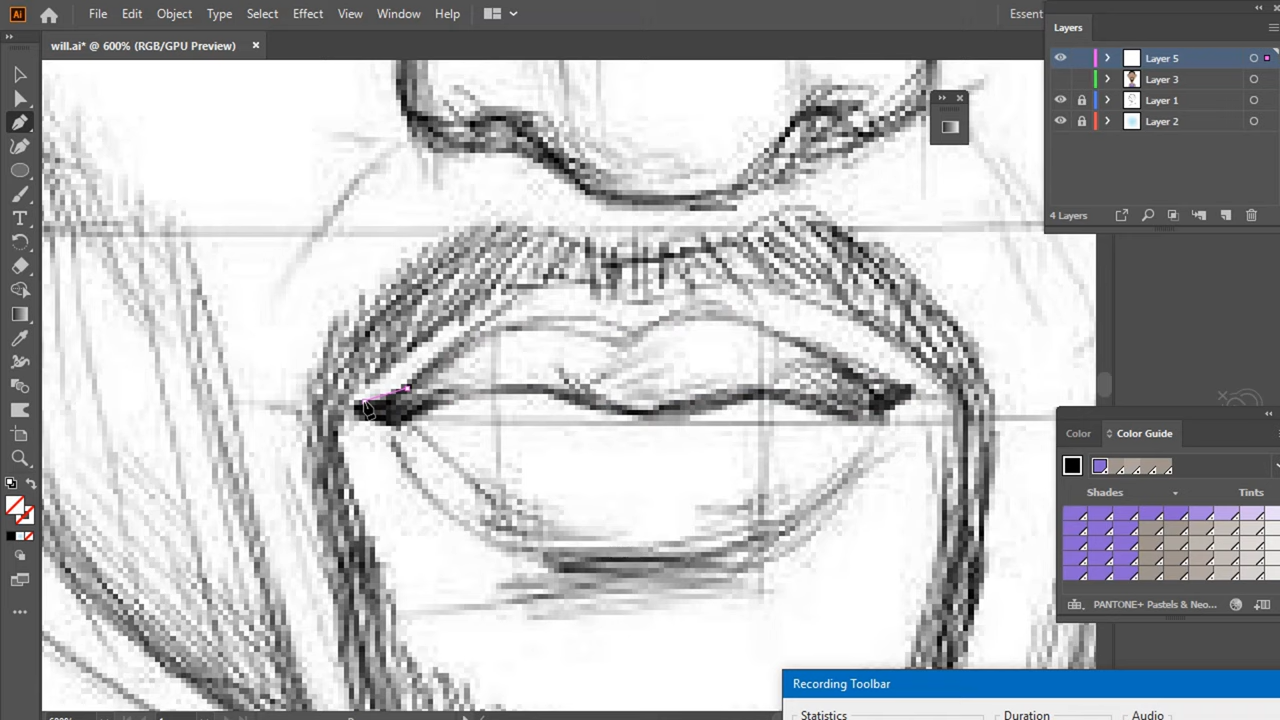 Ai File Edit Object Type Select Effect View Window Help Essent
will.ai* @ 600% (RGB/GPU Preview) ×
Layers
Layer 5
Layer 3
Layer 1
Layer 2
4 Layers
Color Color Guide
Shades Tints
PANTONE+ Pastels & Neo...
Recording Toolbar
Statistics Duration Audio